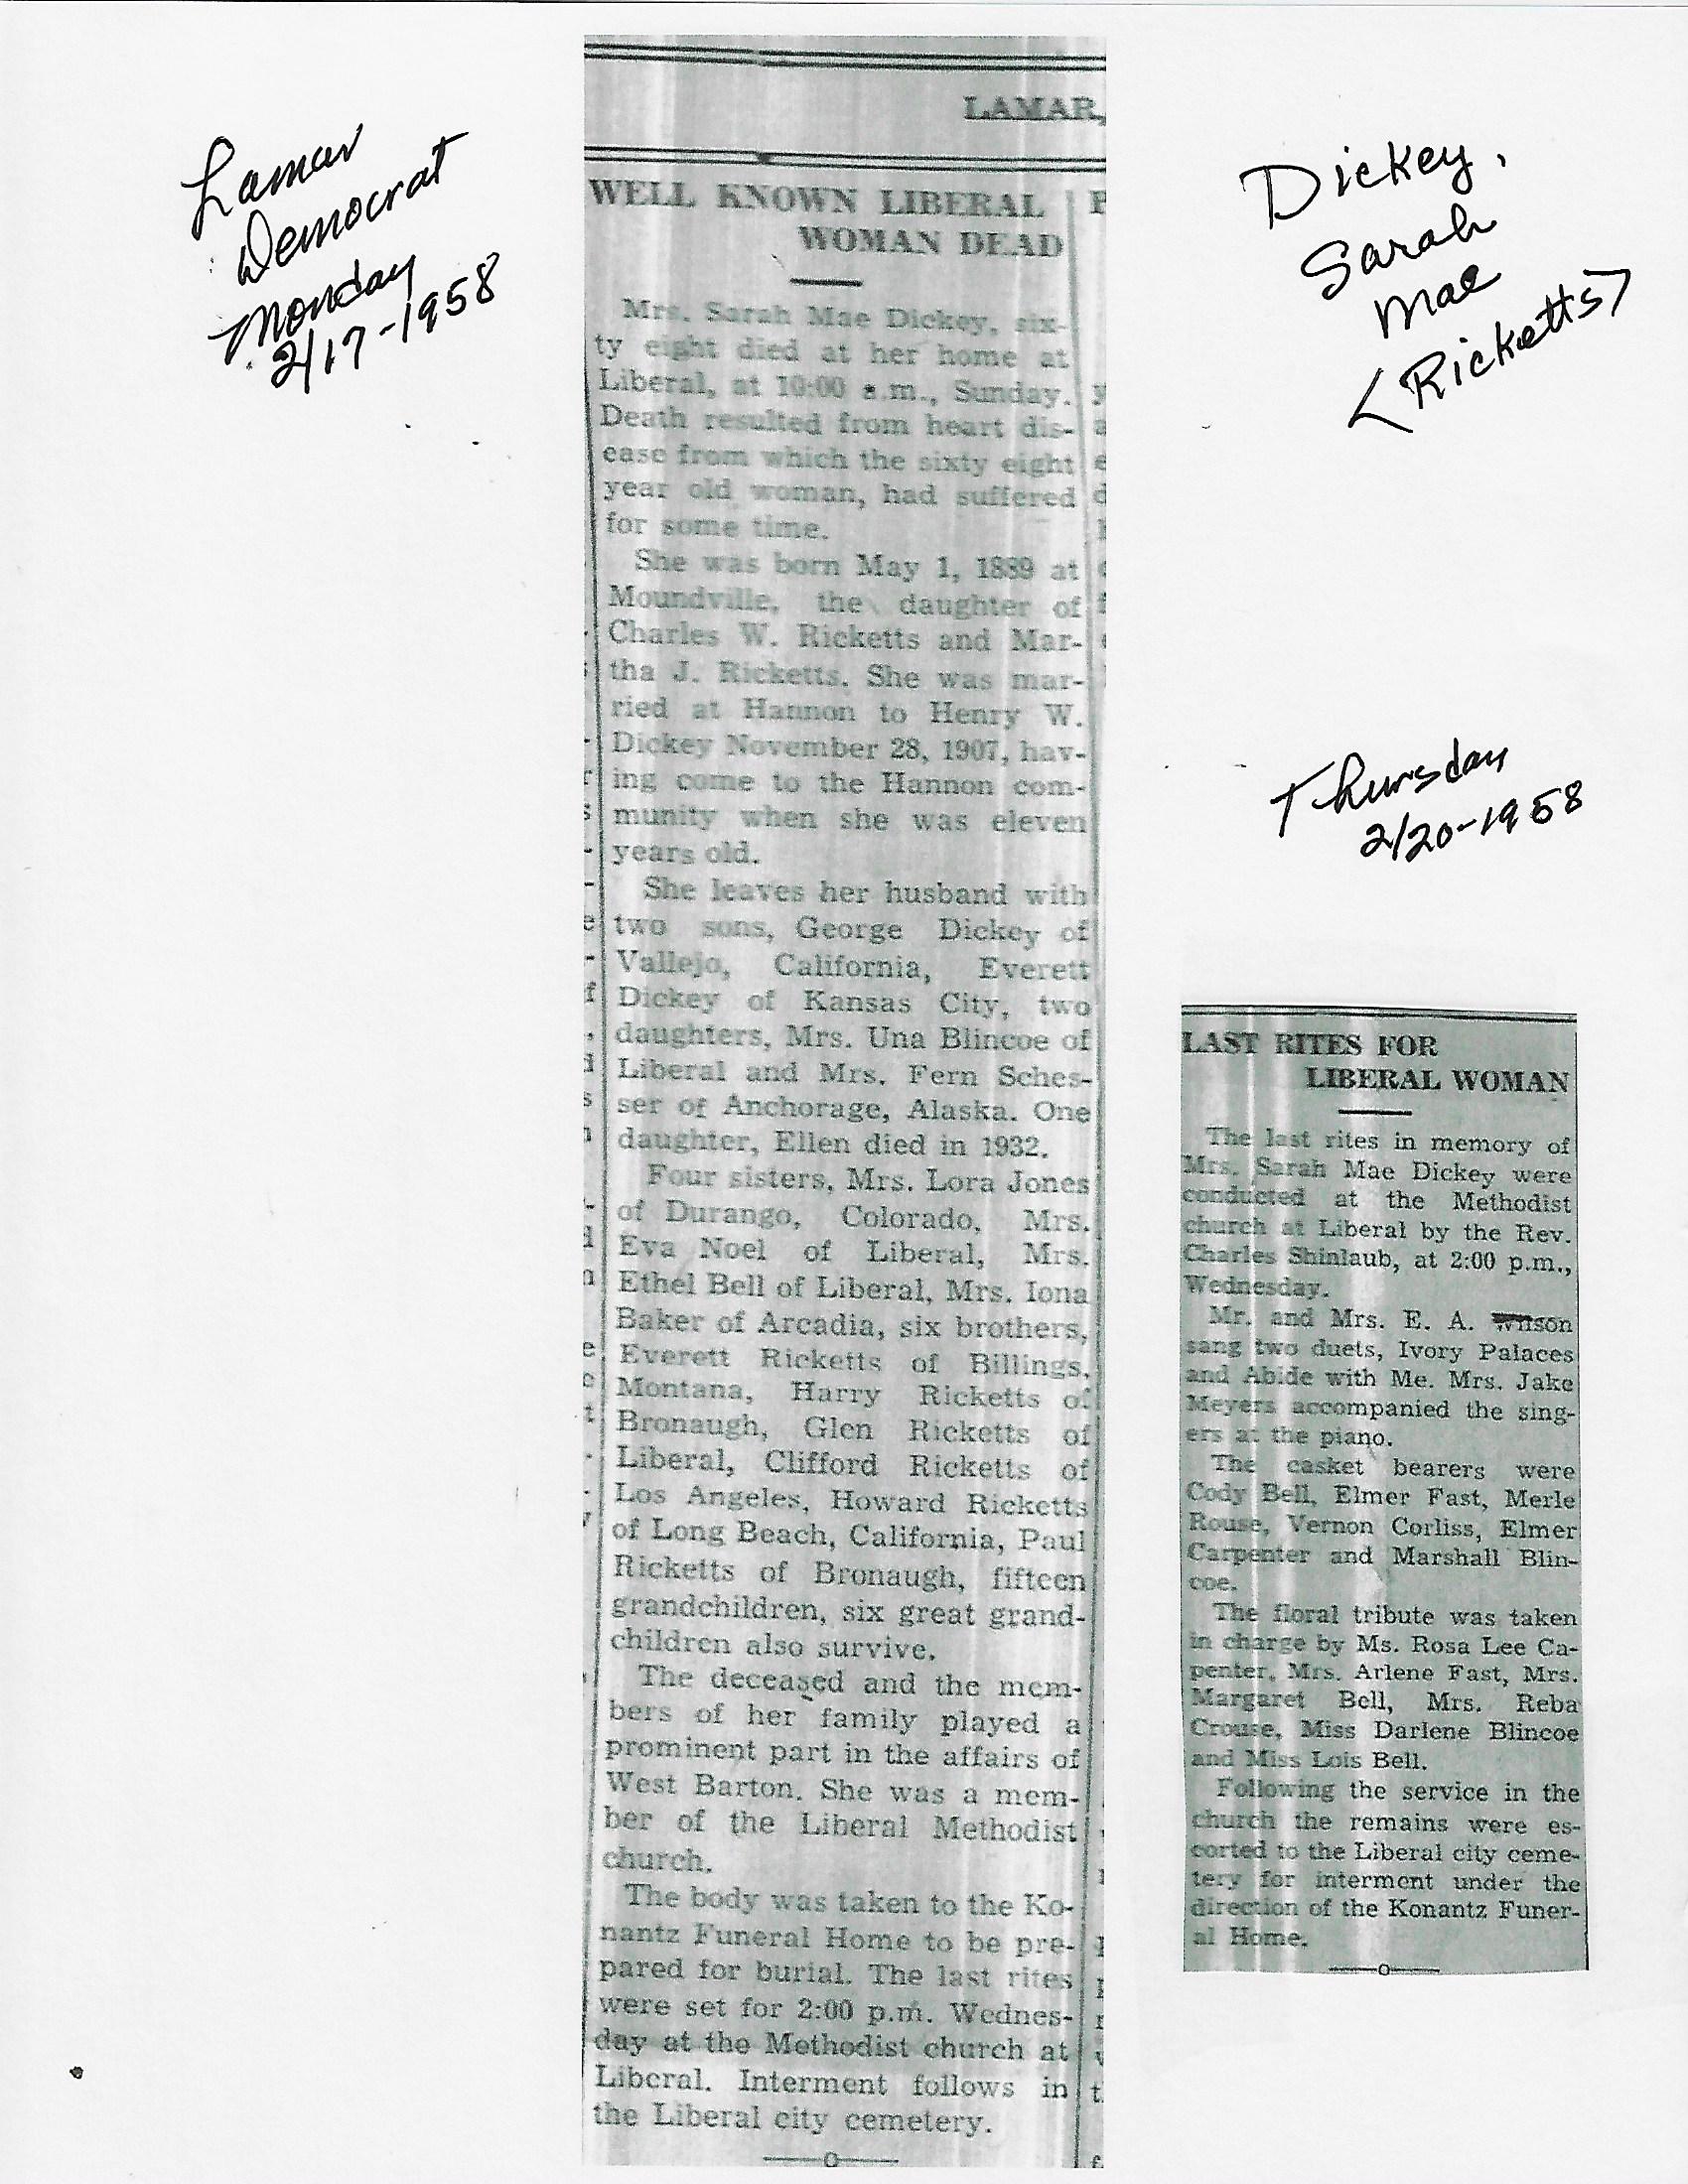 Lamar
Democrat
Monday
2/17-1958
LAMAR,
WELL KNOWN LIBERAL
WOMAN DEAD
Mrs. Sarah Mae Dickey, six-
ty eight died at her home at
Liberal, at 10:00 a.m., Sunday.
Death resulted from heart dis-
ease from which the sixty eight
year old woman, had suffered
for some time.
She was born May 1, 1889 at
Moundville, the daughter of
Charles W. Ricketts and Mar-
tha J. Ricketts. She was mar-
ried at Hannon to Henry W.
Dickey November 28, 1907, hav-
ing come to the Hannon com-
munity when she was eleven
years old.
She leaves her husband with
two sons, George Dickey of
Vallejo, California, Everett
Dickey of Kansas City, two
daughters, Mrs. Una Blincoe of
Liberal and Mrs. Fern Sches-
ser of Anchorage, Alaska. One
daughter, Ellen died in 1932.
Four sisters, Mrs. Lora Jones
of Durango, Colorado, Mrs.
Eva Noel of Liberal, Mrs.
Ethel Bell of Liberal, Mrs. Iona
Baker of Arcadia, six brothers,
Everett Ricketts of Billings,
Montana, Harry Ricketts of
Bronaugh, Glen Ricketts of
Liberal, Clifford Ricketts of
Los Angeles, Howard Ricketts
of Long Beach, California, Paul
Ricketts of Bronaugh, fifteen
grandchildren, six great grand-
children also survive.
The deceased and the mem-
bers of her family played a
prominent part in the affairs of
West Barton. She was a mem-
ber of the Liberal Methodist
church.
The body was taken to the Ko-
nantz Funeral Home to be pre-
pared for burial. The last rites
were set for 2:00 p.m. Wednes-
day at the Methodist church at
Liberal. Interment follows in
the Liberal city cemetery.
Dickey,
Sarah
Mae
<Ricketts>
Thursday
2/20-1958
LAST RITES FOR
LIBERAL WOMAN
The last rites in memory of
Mrs. Sarah Mae Dickey were
conducted at the Methodist
church at Liberal by the Rev.
Charles Shinlaub, at 2:00 p.m.,
Wednesday.
Mr. and Mrs. E. A. Wilson
sang two duets, Ivory Palaces
and Abide with Me. Mrs. Jake
Meyers accompanied the sing-
ers at the piano.
The casket bearers were
Cody Bell, Elmer Fast, Merle
Rouse, Vernon Corliss, Elmer
Carpenter and Marshall Blin-
coe.
The floral tribute was taken
in charge by Ms. Rosa Lee Ca-
penter, Mrs. Arlene Fast, Mrs.
Margaret Bell, Mrs. Reba
Crouse, Miss Darlene Blincoe
and Miss Lois Bell.
Following the service in the
church the remains were es-
corted to the Liberal city ceme-
tery for interment under the
direction of the Konantz Funer-
al Home.